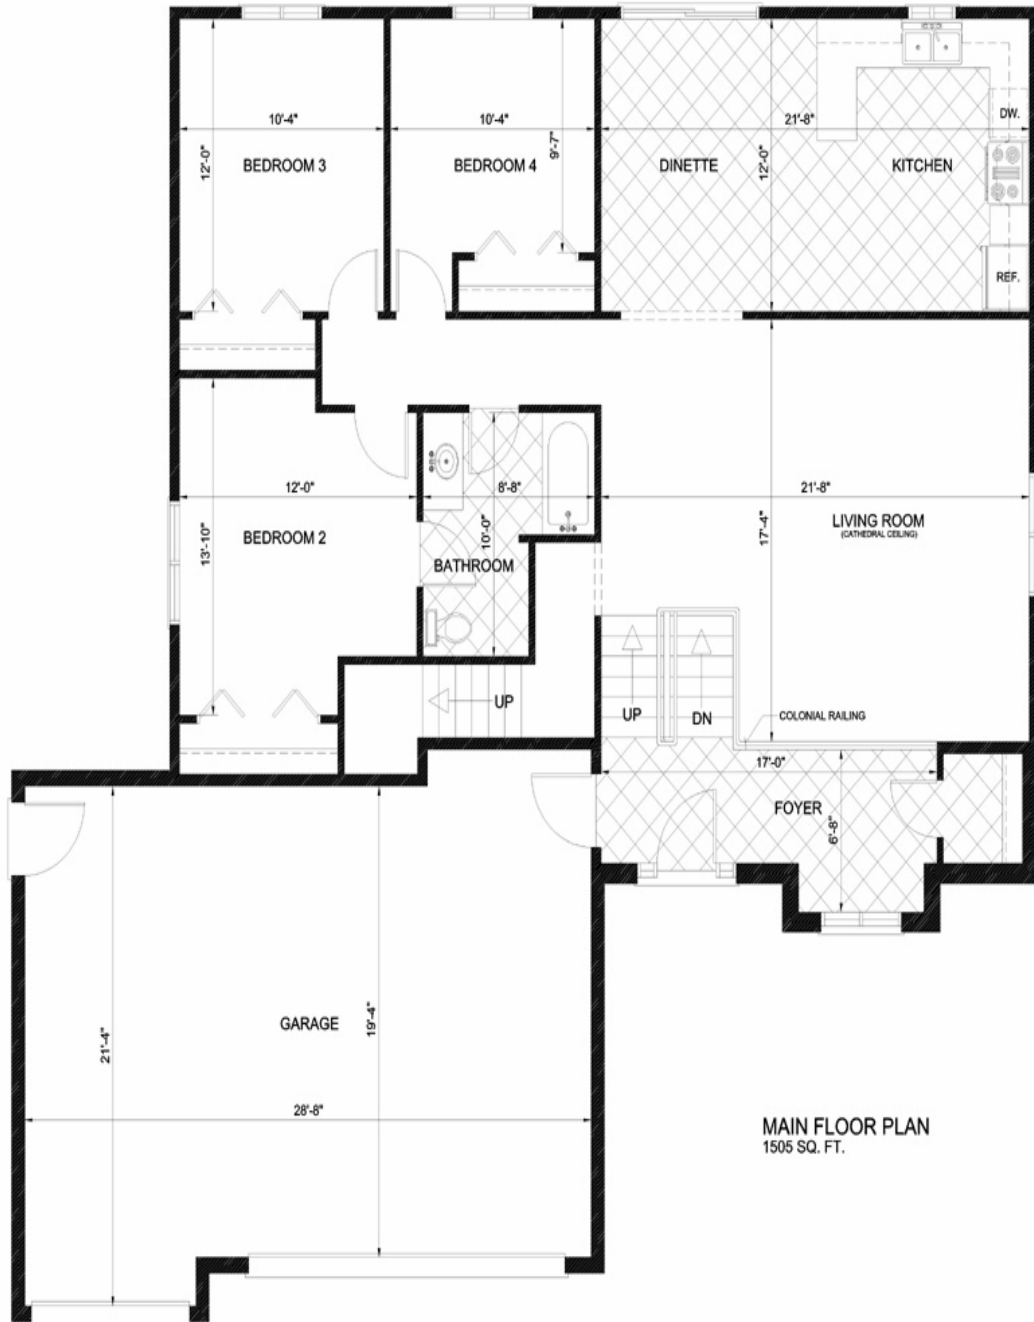 10'-4"
12'-0"
BEDROOM 3
10'-4"
9'-7"
BEDROOM 4
21'-8"
12'-0"
DINETTE
KITCHEN
DW.
REF.
12'-0"
13'-10"
BEDROOM 2
8'-8"
10'-0"
BATHROOM
21'-8"
17'-4"
LIVING ROOM
(CATHEDRAL CEILING)
UP
UP
DN
COLONIAL RAILING
17'-0"
FOYER
6'-8"
GARAGE
21'-4"
19'-4"
28'-8"
MAIN FLOOR PLAN
1505 SQ. FT.